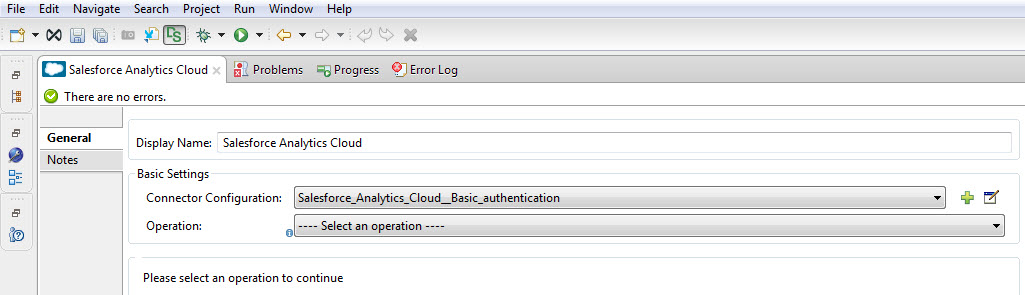 File Edit Navigate Search Project Run Window Help
LS
Salesforce Analytics Cloud Problems Progress Error Log
There are no errors.
General
Notes
Display Name: Salesforce Analytics Cloud
Basic Settings
Connector Configuration: Salesforce_Analytics_Cloud__Basic_authentication
Operation: ---- Select an operation ----
Please select an operation to continue